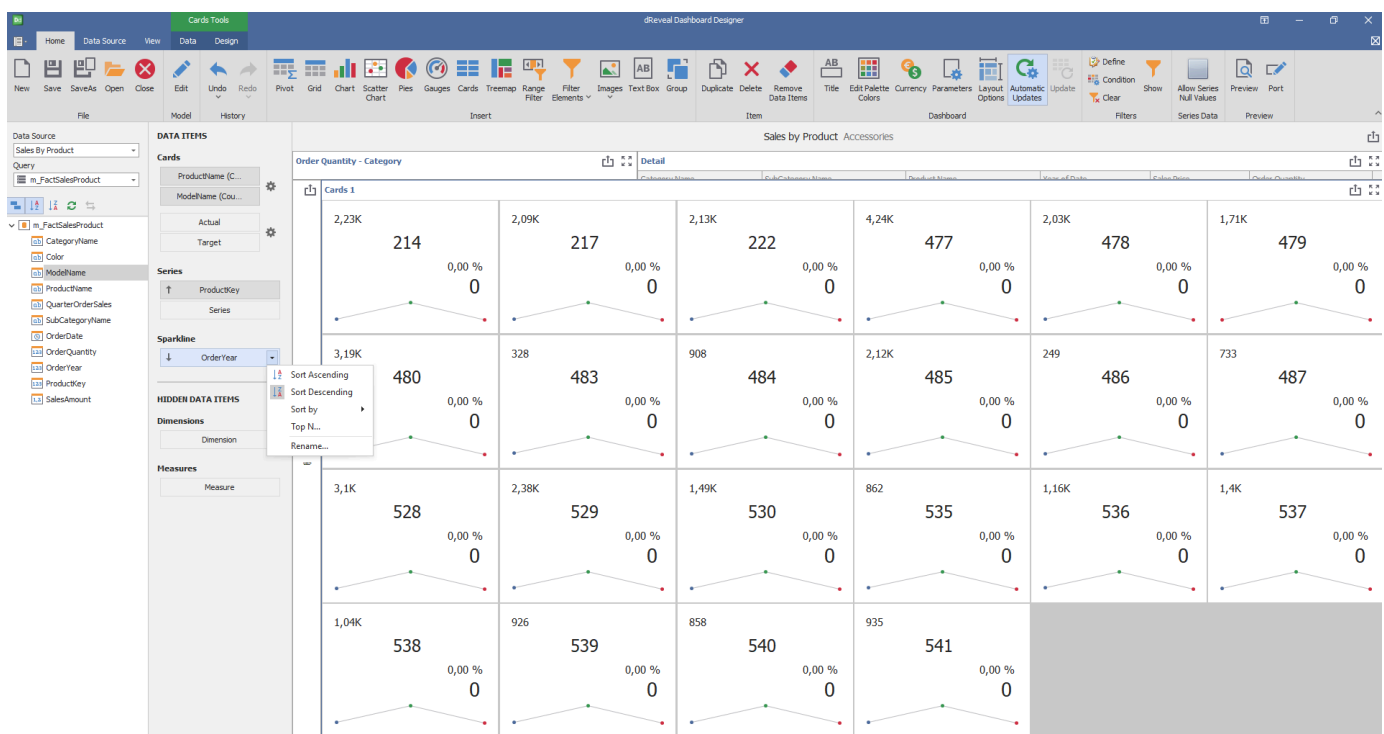 Cards Tools
dReveal Dashboard Designer
Home Data Source View Data Design
New Save SaveAs Open Close Edit Undo Redo Pivot Grid Chart Scatter Chart Pies Gauges Cards Treemap Range Filter Filter Elements Images Text Box Group Duplicate Delete Remove Data Items Title Edit Palette Colors Currency Parameters Layout Options Automatic Updates Update Define Condition Clear Show Allow Series Null Values Preview Port
File Model History Insert Item Dashboard Filters Series Data Preview
Data Source
Sales By Product
Query
m_FactSalesProduct
m_FactSalesProduct
CategoryName
Color
ModelName
ProductName
QuarterOrderSales
SubCategoryName
OrderDate
OrderQuantity
OrderYear
ProductKey
SalesAmount
DATA ITEMS
Cards
ProductName (C...
ModelName (Cou...
Actual
Target
Series
ProductKey
Series
Sparkline
OrderYear
HIDDEN DATA ITEMS
Dimensions
Dimension
Measures
Measure
Sort Ascending
Sort Descending
Sort by
Top N...
Rename...
Sales by Product Accessories
Order Quantity - Category
Detail
Category Name SubCategory Name Product Name Year of Date Sales Price Order Quantity
Cards 1
2,23K 2,09K 2,13K 4,24K 2,03K 1,71K
214 217 222 477 478 479
0,00 % 0,00 % 0,00 % 0,00 % 0,00 % 0,00 %
0 0 0 0 0 0
3,19K 328 908 2,12K 249 733
480 483 484 485 486 487
0,00 % 0,00 % 0,00 % 0,00 % 0,00 % 0,00 %
0 0 0 0 0 0
3,1K 2,38K 1,49K 862 1,16K 1,4K
528 529 530 535 536 537
0,00 % 0,00 % 0,00 % 0,00 % 0,00 % 0,00 %
0 0 0 0 0 0
1,04K 926 858 935
538 539 540 541
0,00 % 0,00 % 0,00 % 0,00 %
0 0 0 0